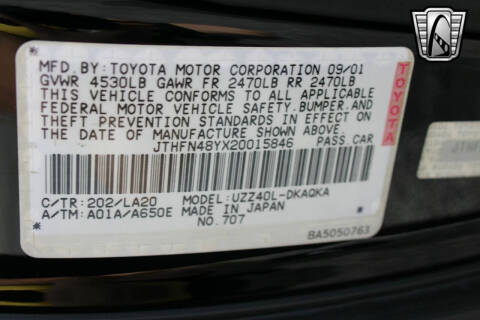 MFD.BY:TOYOTA MOTOR CORPORATION 09/01
GVWR 4530LB GAWR FR 2470LB RR 2470LB
THIS VEHICLE CONFORMS TO ALL APPLICABLE
FEDERAL MOTOR VEHICLE SAFETY.BUMPER.AND
THEFT PREVENTION STANDARDS IN EFFECT ON
THE DATE OF MANUFACTURE SHOWN ABOVE.
JTHFN48YX20015846 PASS.CAR
C/TR:202/LA20 MODEL:UZZ40L-DKAQKA
A/TM:A01A/A650E MADE IN JAPAN
NO.707
BA5050763
TOYOTA
GATEWAY